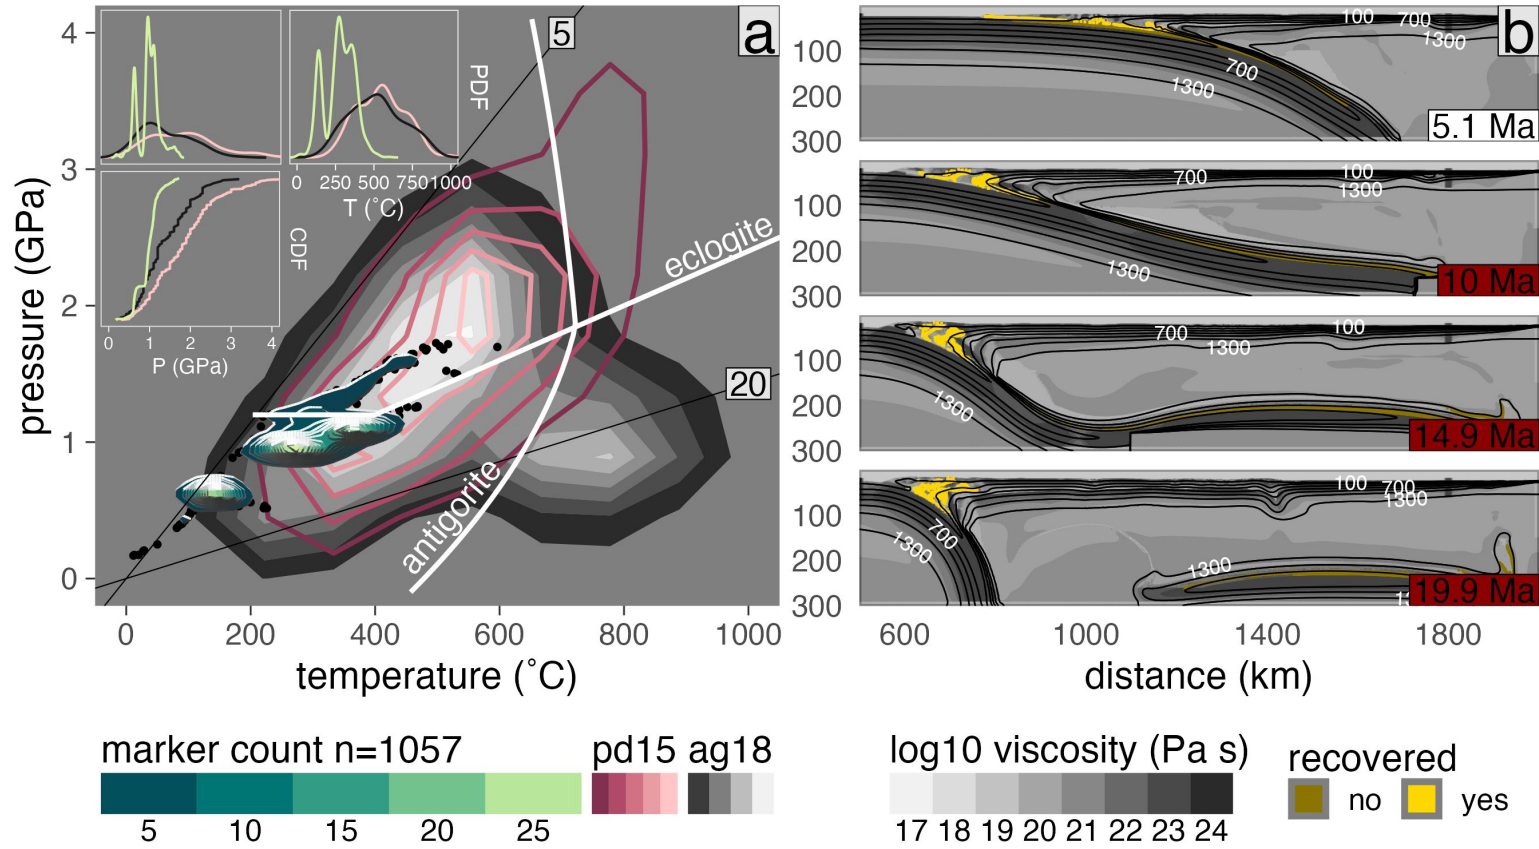 a
5
20
eclogite
antigorite
PDF
0 250 500 750 1000
T (˚C)
CDF
0 1 2 3 4
P (GPa)
4
3
2
1
0
pressure (GPa)
0 200 400 600 800 1000
temperature (˚C)
b
100
200
300
100 700
1300
700
1300
5.1 Ma
100
200
300
100
700
1300
1300
10 Ma
100
200
300
700 100
1300
1300
14.9 Ma
100
200
300
100 700
1300
700
1300
1300
19.9 Ma
600 1000 1400 1800
distance (km)
marker count n=1057
5 10 15 20 25
pd15
ag18
log10 viscosity (Pa s)
17 18 19 20 21 22 23 24
recovered
no
yes